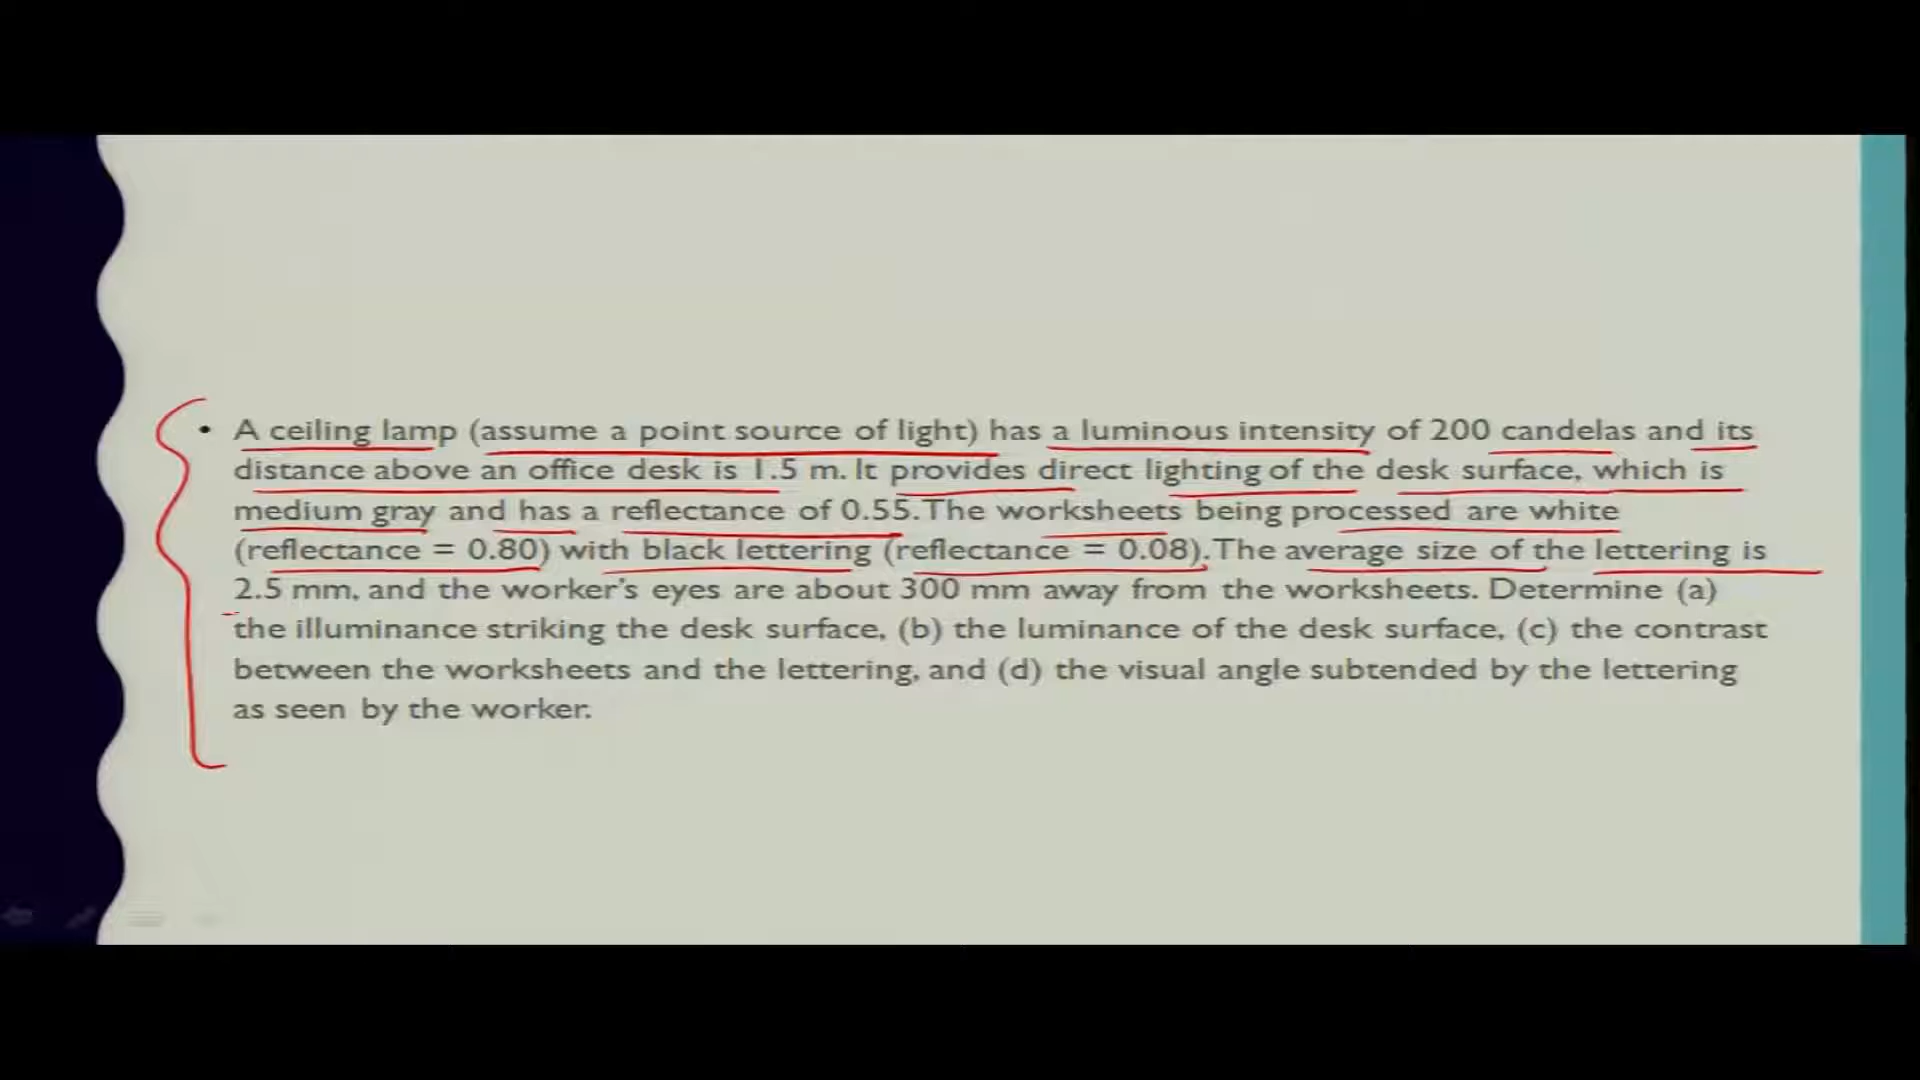 • A ceiling lamp (assume a point source of light) has a luminous intensity of 200 candelas and its
distance above an office desk is 1.5 m. It provides direct lighting of the desk surface, which is
medium gray and has a reflectance of 0.55. The worksheets being processed are white
(reflectance = 0.80) with black lettering (reflectance = 0.08). The average size of the lettering is
2.5 mm, and the worker's eyes are about 300 mm away from the worksheets. Determine (a)
the illuminance striking the desk surface, (b) the luminance of the desk surface, (c) the contrast
between the worksheets and the lettering, and (d) the visual angle subtended by the lettering
as seen by the worker.